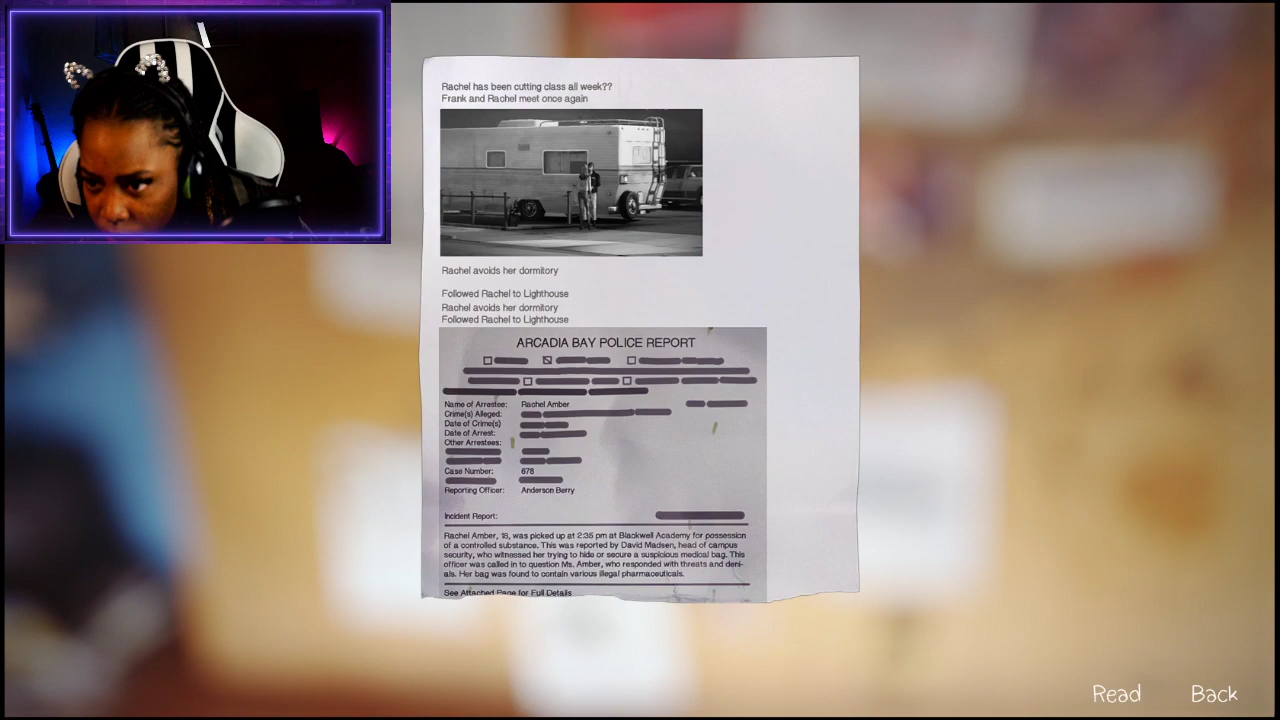 Rachel has been cutting class all week??
Frank and Rachel meet once again
Rachel avoids her dormitory
Followed Rachel to Lighthouse
Rachel avoids her dormitory
Followed Rachel to Lighthouse
ARCADIA BAY POLICE REPORT
Name of Arrestee: Rachel Amber
Crime(s) Alleged:
Date of Crime(s)
Date of Arrest:
Other Arrestees:
Case Number: 678
Reporting Officer: Anderson Berry
Incident Report:
Rachel Amber, 18, was picked up at 2:35 pm at Blackwell Academy for possession
of a controlled substance. This was reported by David Madsen, head of campus
security, who witnessed her trying to hide or secure a suspicious medical bag. This
officer was called in to question Ms. Amber, who responded with threats and deni-
als. Her bag was found to contain various illegal pharmaceuticals.
See Attached Page for Full Details
Read Back